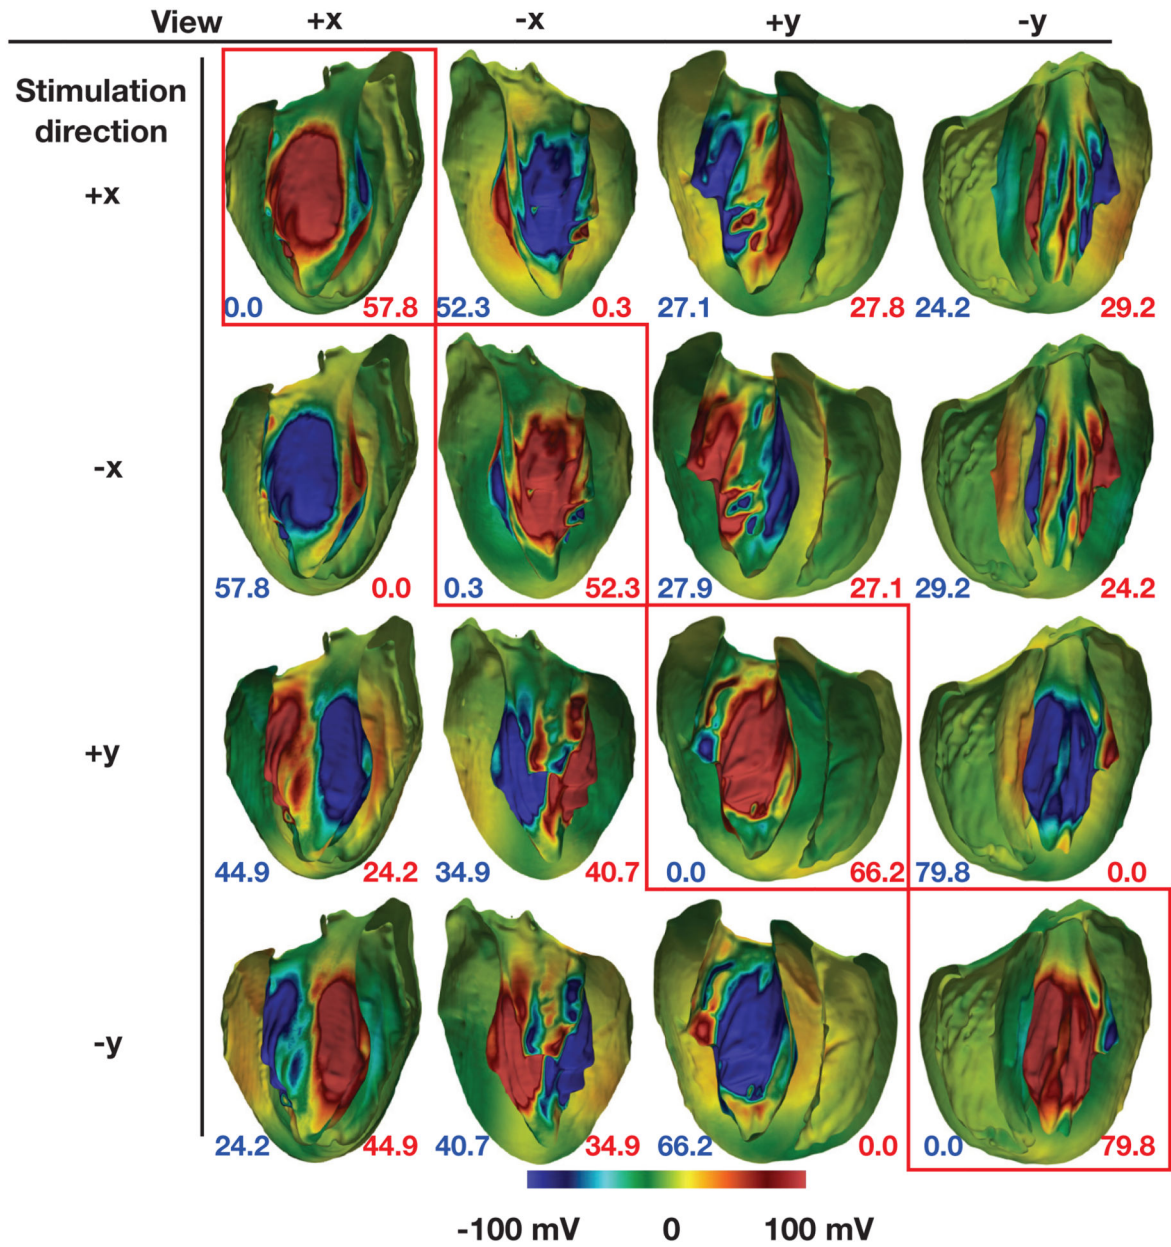 View +x -x +y -y
Stimulation
direction
+x
0.0 57.8 52.3 0.3 27.1 27.8 24.2 29.2
-x
57.8 0.0 0.3 52.3 27.9 27.1 29.2 24.2
+y
44.9 24.2 34.9 40.7 0.0 66.2 79.8 0.0
-y
24.2 44.9 40.7 34.9 66.2 0.0 0.0 79.8
-100 mV 0 100 mV